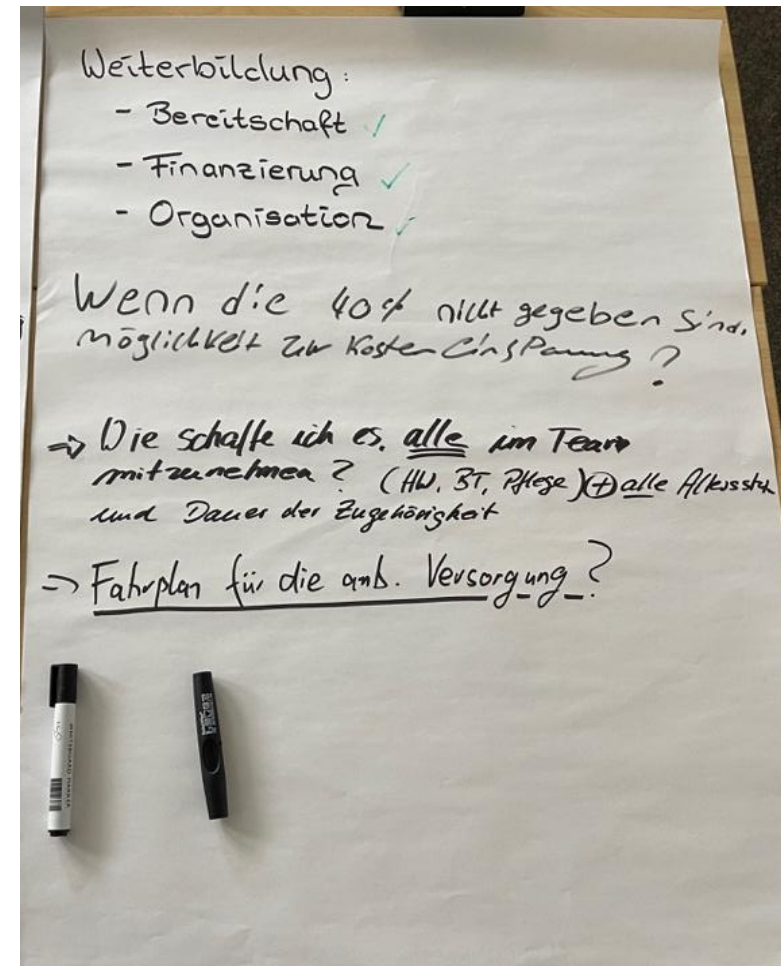 Weiterbildung:
- Bereitschaft ✓
- Finanzierung ✓
- Organisation ✓
Wenn die 40% nicht gegeben sind,
möglichkeit zur Kosten Einsparung?
⇒ Wie schaffe ich es, alle im Team
mitzunehmen? (HW, BT, Pflege) ⊕ alle
und Dauer der Zugehörigkeit
⇒ Fahrplan für die amb. Versorgung?